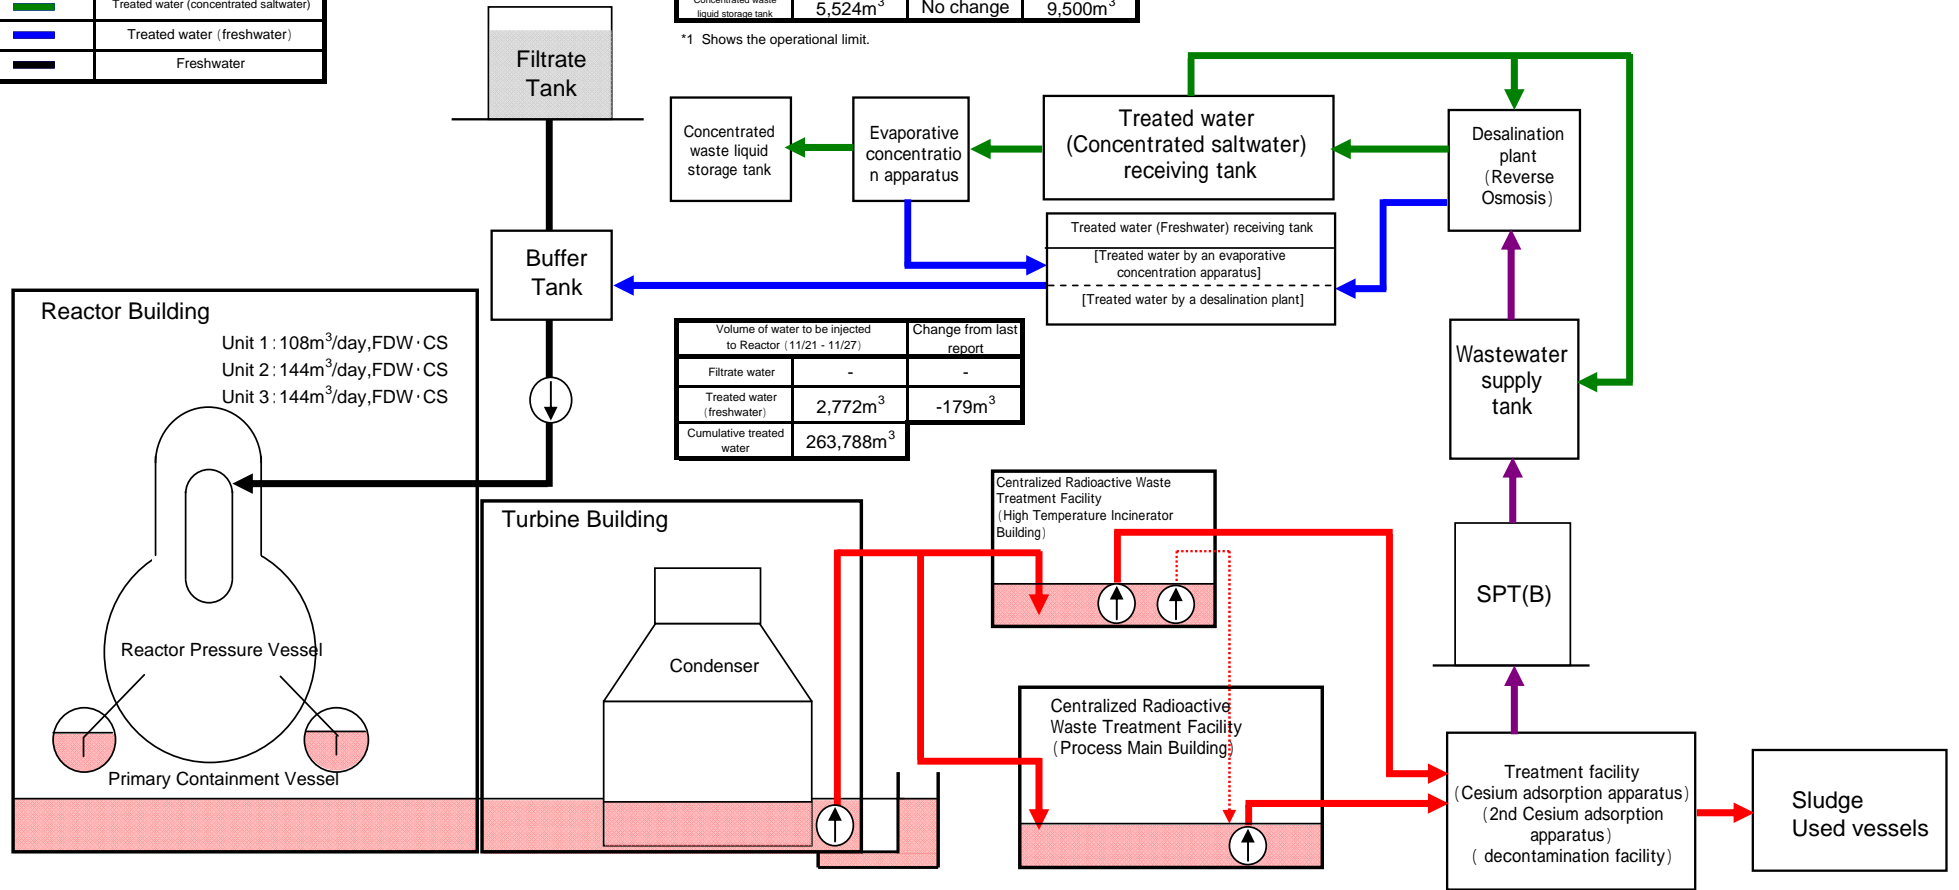 Treated water (concentrated saltwater)
Treated water (freshwater)
Freshwater
Concentrated waste
liquid storage tank
5,524m³
No change
9,500m³
*1 Shows the operational limit.
Filtrate
Tank
Concentrated
waste liquid
storage tank
Evaporative
concentratio
n apparatus
Treated water
(Concentrated saltwater)
receiving tank
Desalination
plant
(Reverse
Osmosis)
Treated water (Freshwater) receiving tank
[Treated water by an evaporative
concentration apparatus]
[Treated water by a desalination plant]
Buffer
Tank
Reactor Building
Unit 1 : 108m³/day,FDW・CS
Unit 2 : 144m³/day,FDW・CS
Unit 3 : 144m³/day,FDW・CS
Volume of water to be injected
to Reactor (11/21 - 11/27)
Change from last
report
Filtrate water
-
-
Treated water
(freshwater)
2,772m³
-179m³
Cumulative treated
water
263,788m³
Wastewater
supply
tank
Centralized Radioactive Waste
Treatment Facility
(High Temperature Incinerator
Building)
Turbine Building
SPT(B)
Condenser
Reactor Pressure Vessel
Primary Containment Vessel
Centralized Radioactive
Waste Treatment Facility
(Process Main Building)
Treatment facility
(Cesium adsorption apparatus)
(2nd Cesium adsorption
apparatus)
( decontamination facility)
Sludge
Used vessels